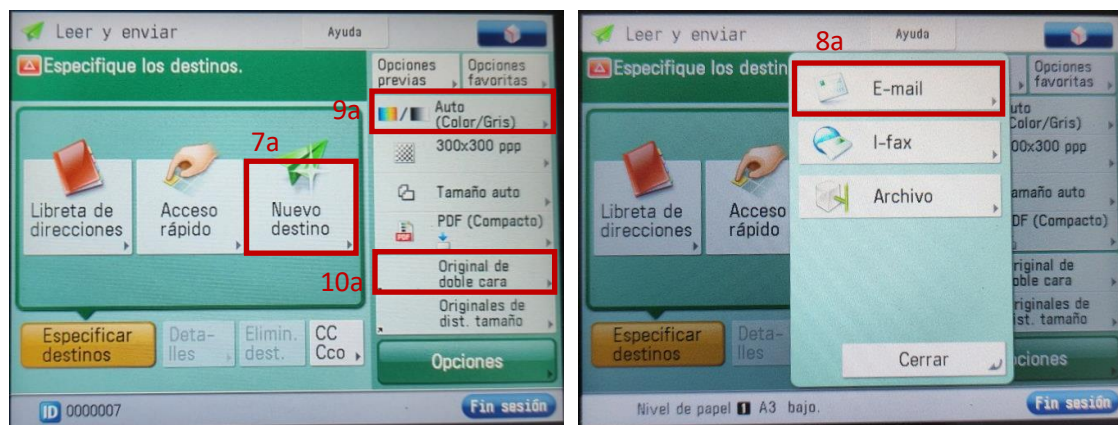 Leer y enviar
Ayuda
Especifique los destinos.
Opciones
previas
Opciones
favoritas
9a
Auto
(Color/Gris)
7a
300x300 ppp
Libreta de
direcciones
Acceso
rápido
Nuevo
destino
Tamaño auto
PDF (Compacto)
PDF
10a
Original de
doble cara
Originales de
dist. tamaño
Especificar
destinos
Deta-
lles
Elimin.
dest.
CC
Cco
Opciones
ID 0000007
Fin sesión
Leer y enviar
8a
Ayuda
Especifique los destin
Opciones
favoritas
E-mail
uto
Color/Gris)
I-fax
00x300 ppp
Archivo
Libreta de
direcciones
Acceso
rápido
amaño auto
DF (Compacto)
riginal de
oble cara
riginales de
ist. tamaño
Especificar
destinos
Deta-
lles
Cerrar
pciones
Nivel de papel 1 A3 bajo.
Fin sesión